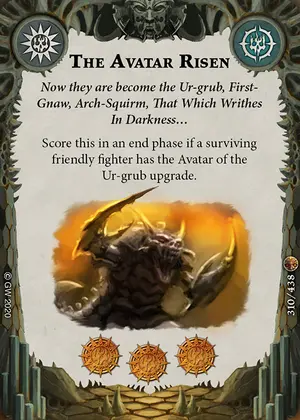 The Avatar Risen
Now they are become the Ur-grub, First-
Gnaw, Arch-Squirm, That Which Writhes
In Darkness…
Score this in an end phase if a surviving
friendly fighter has the Avatar of the
Ur-grub upgrade.
© GW 2020
310/438